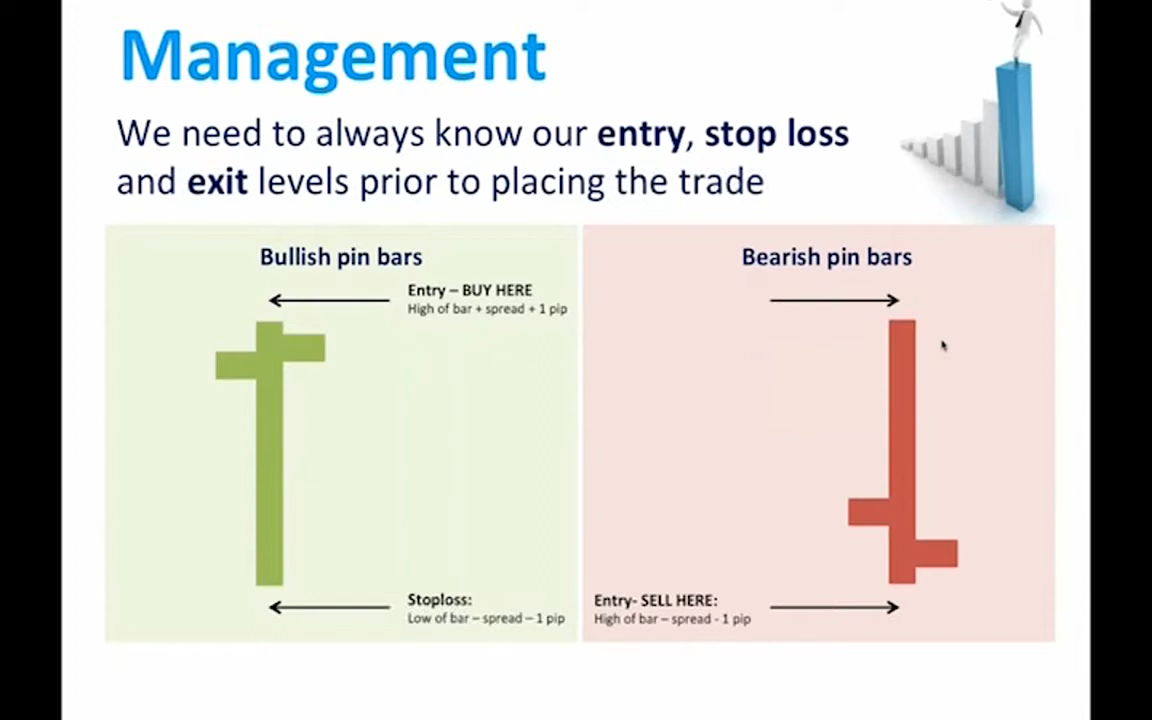 Management
We need to always know our entry, stop loss
and exit levels prior to placing the trade
Bullish pin bars
Entry – BUY HERE
High of bar + spread + 1 pip
Stoploss:
Low of bar – spread – 1 pip
Bearish pin bars
Entry- SELL HERE:
High of bar – spread - 1 pip